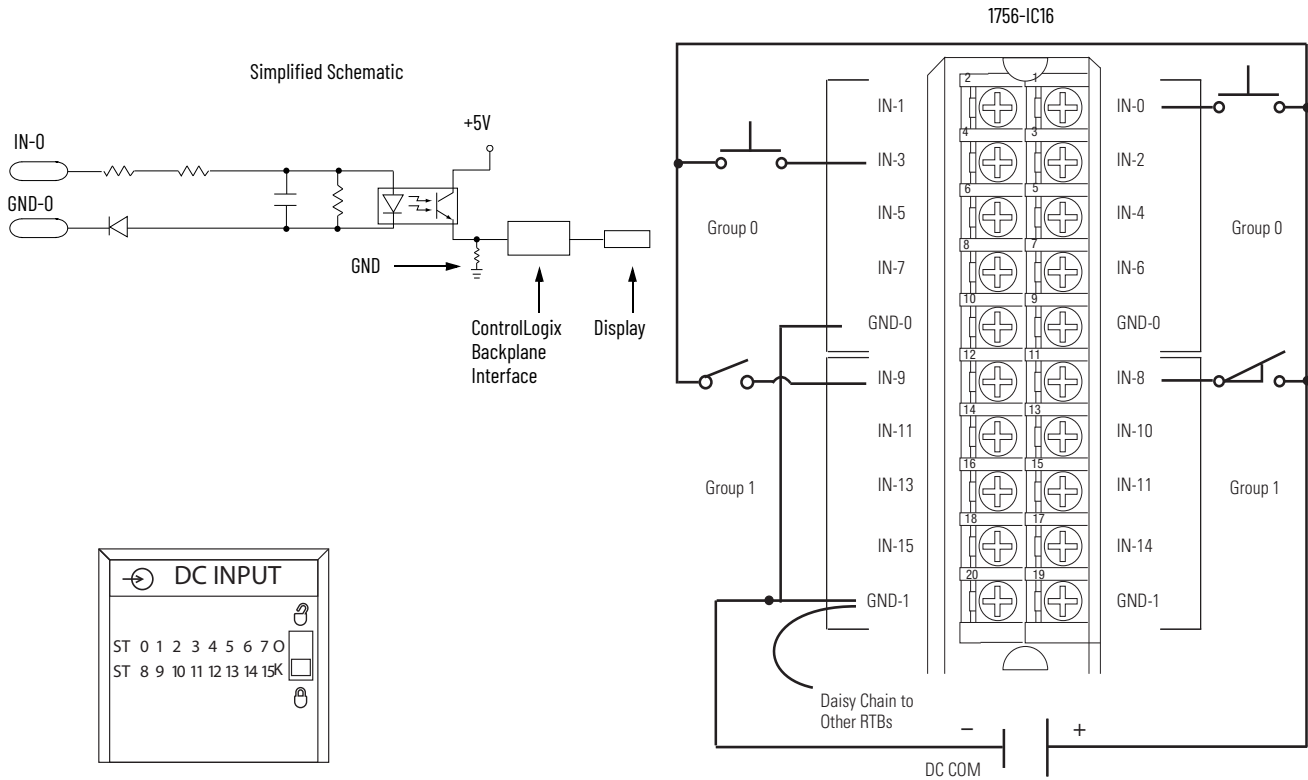 1756-IC16
Simplified Schematic
+5V
IN-0
GND-0
GND
ControlLogix
Backplane
Interface
Display
2 1
IN-1 IN-0
4 3
IN-3 IN-2
6 5
IN-5 IN-4
Group 0 Group 0
8 7
IN-7 IN-6
10 9
GND-0 GND-0
12 11
IN-9 IN-8
14 13
IN-11 IN-10
16 15
IN-13 IN-11
Group 1 Group 1
18 17
IN-15 IN-14
20 19
GND-1 GND-1
Daisy Chain to
Other RTBs
– +
DC COM
DC INPUT
ST 0 1 2 3 4 5 6 7 O
ST 8 9 10 11 12 13 14 15 K